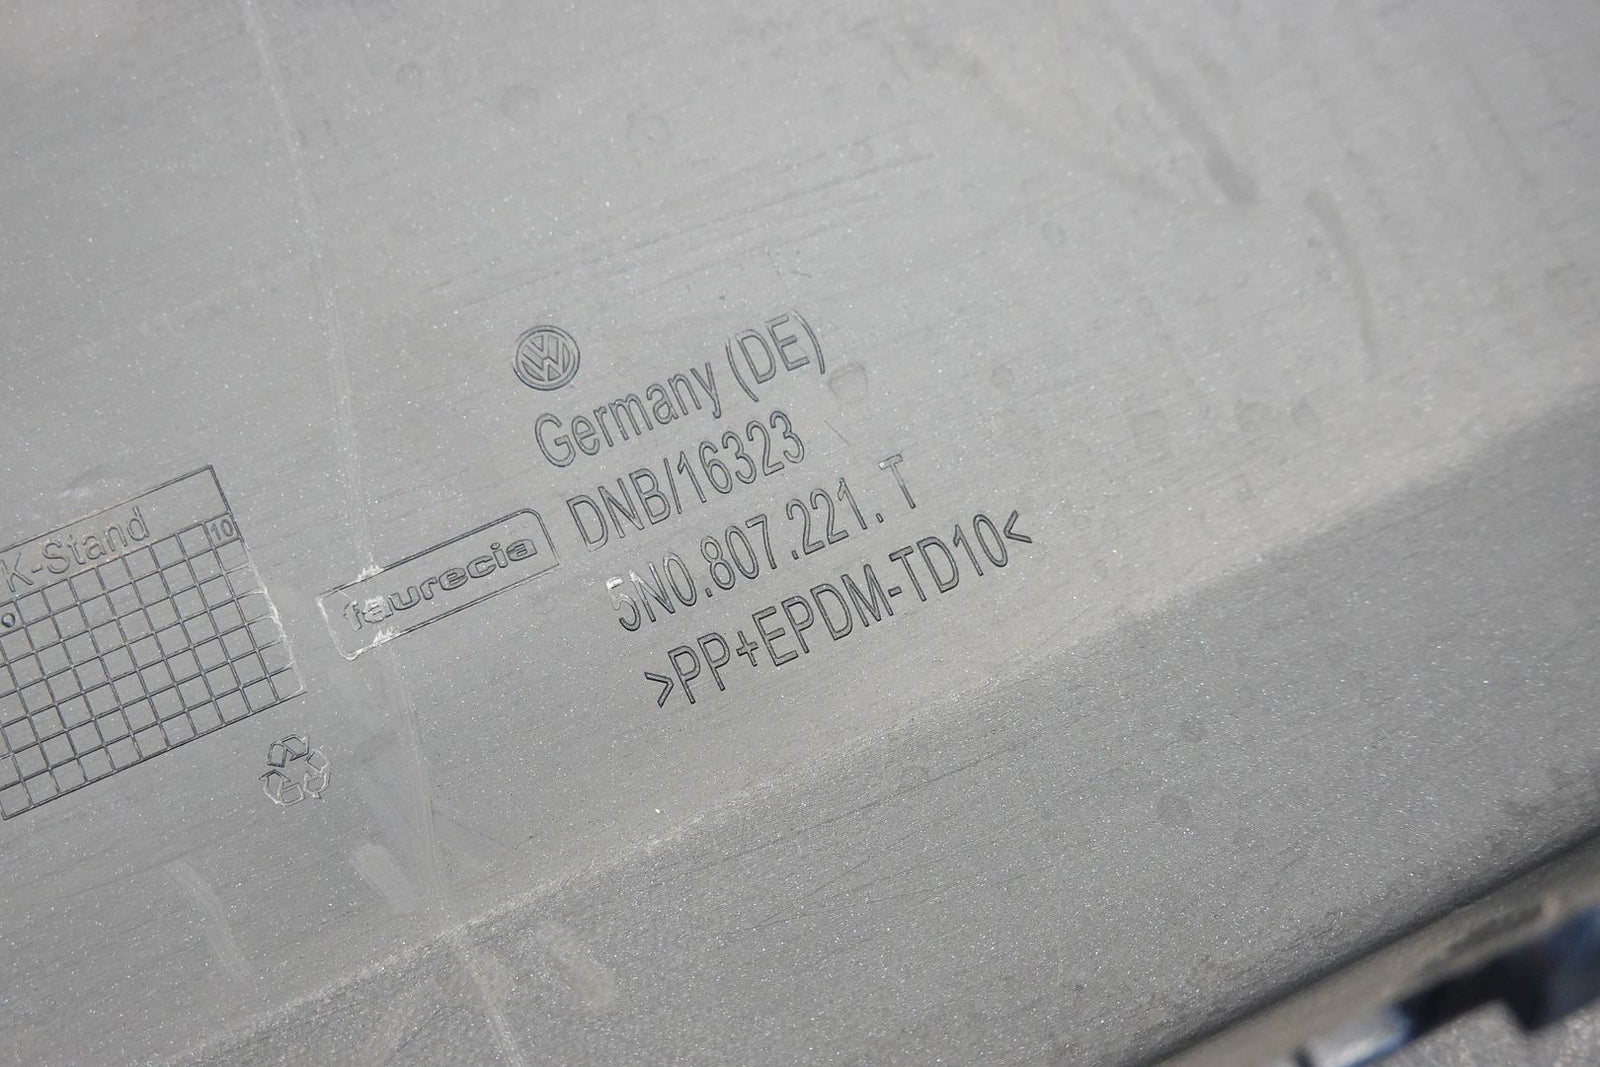 VW
Germany (DE)
DNB/16323
5N0.807.221. T
>PP+EPDM-TD10<
faurecia
K-Stand
10